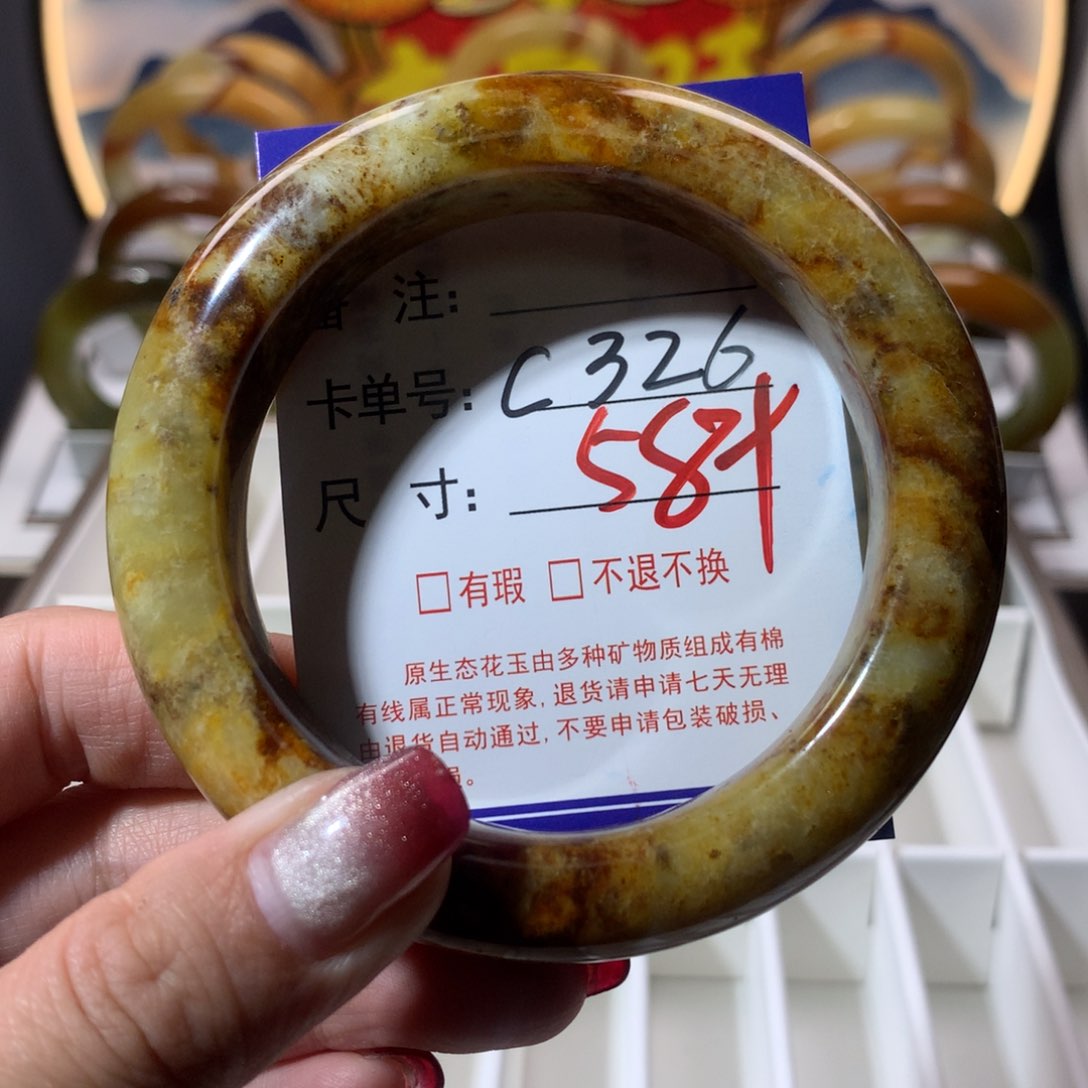 备 注:
卡单号: C326
尺 寸: 58
□有瑕 □不退不换
原生态花玉由多种矿物质组成有棉
有线属正常现象, 退货请申请七天无理
由退货自动通过, 不要申请包装破损、
。